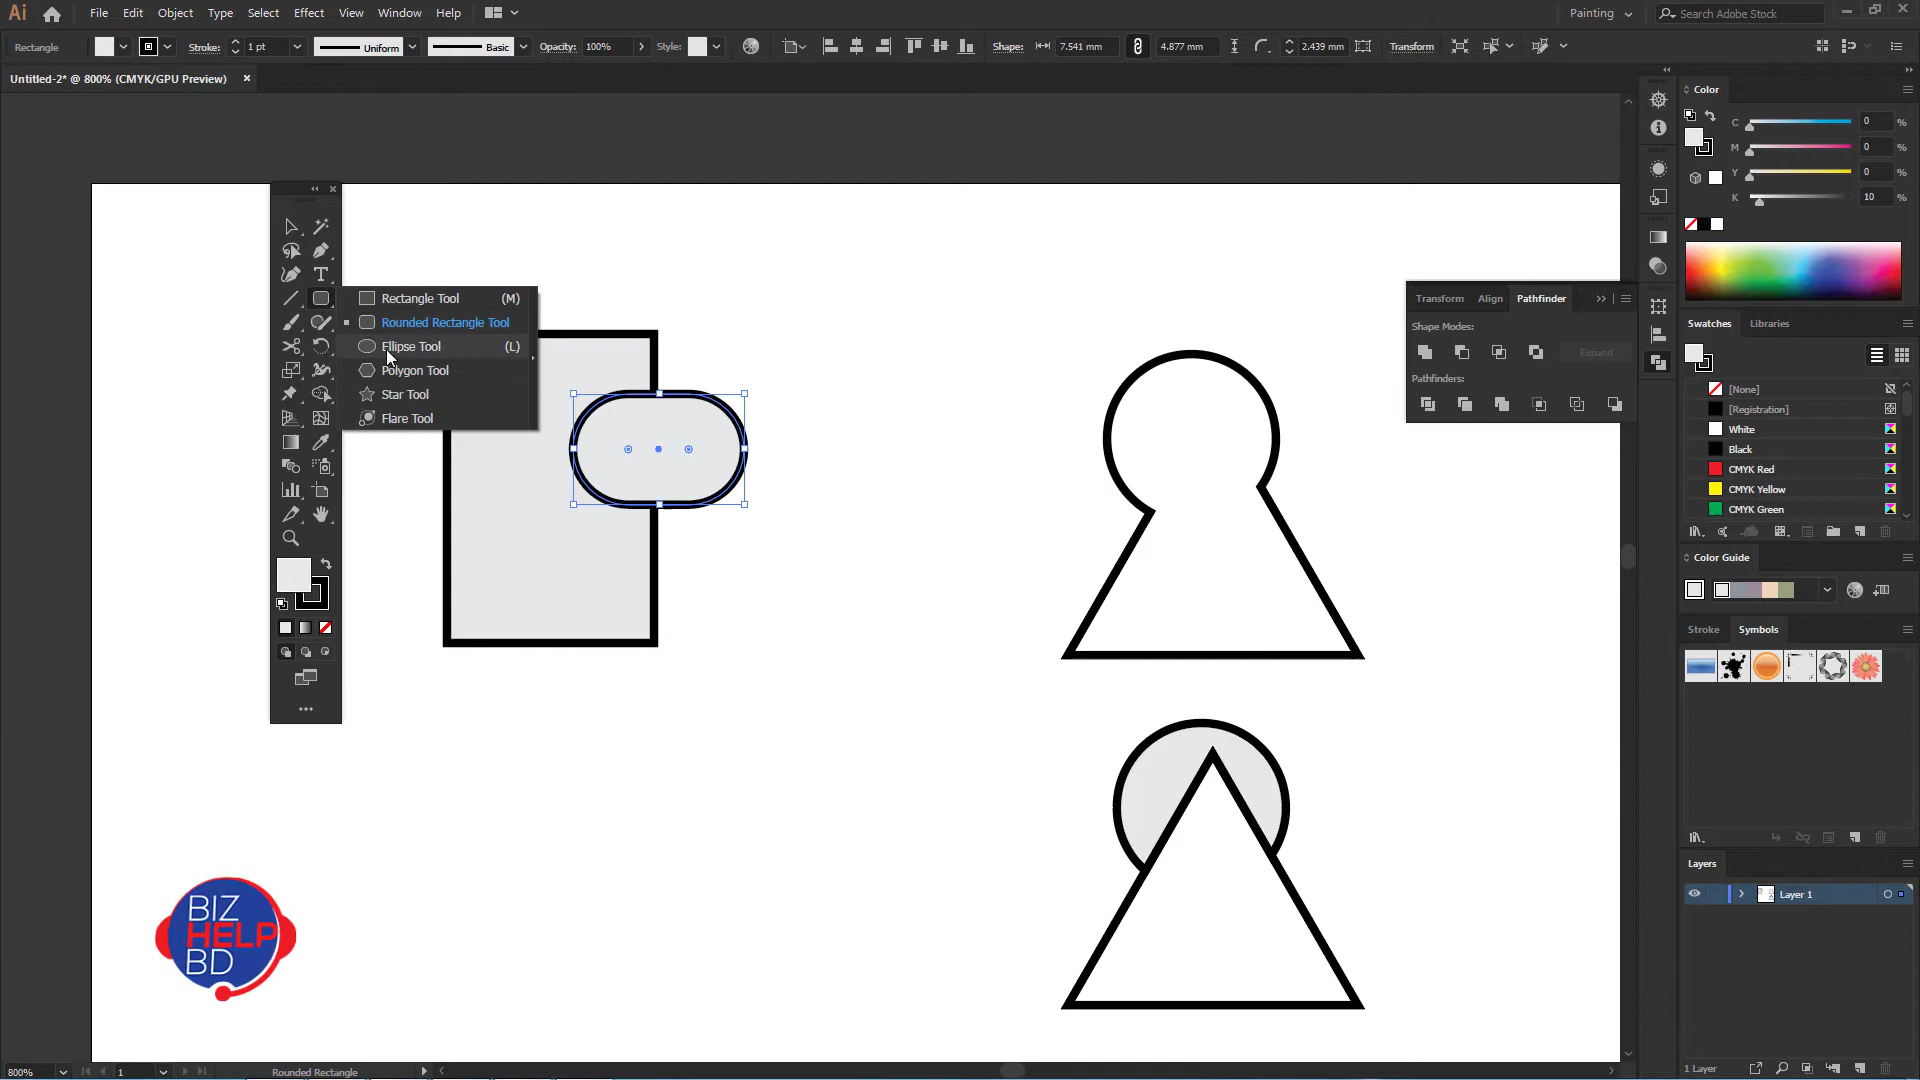 Ai File Edit Object Type Select Effect View Window Help Painting Search Adobe Stock
Rectangle Stroke: 1 pt Uniform Basic Opacity: 100% Style: Shape: 7.541 mm 4.877 mm 2.439 mm Transform
Untitled-2* @ 800% (CMYK/GPU Preview)
Color
C 0 %
M 0 %
Y 0 %
K 10 %
T
Rectangle Tool (M)
Rounded Rectangle Tool
Ellipse Tool (L)
Polygon Tool
Star Tool
Flare Tool
Transform Align Pathfinder
Shape Modes:
Expand
Pathfinders:
Swatches Libraries
[None]
[Registration]
White
Black
CMYK Red
CMYK Yellow
CMYK Green
Color Guide
Stroke Symbols
Layers
Layer 1
BIZ
HELP
BD
1 Layer
800% 1 Rounded Rectangle